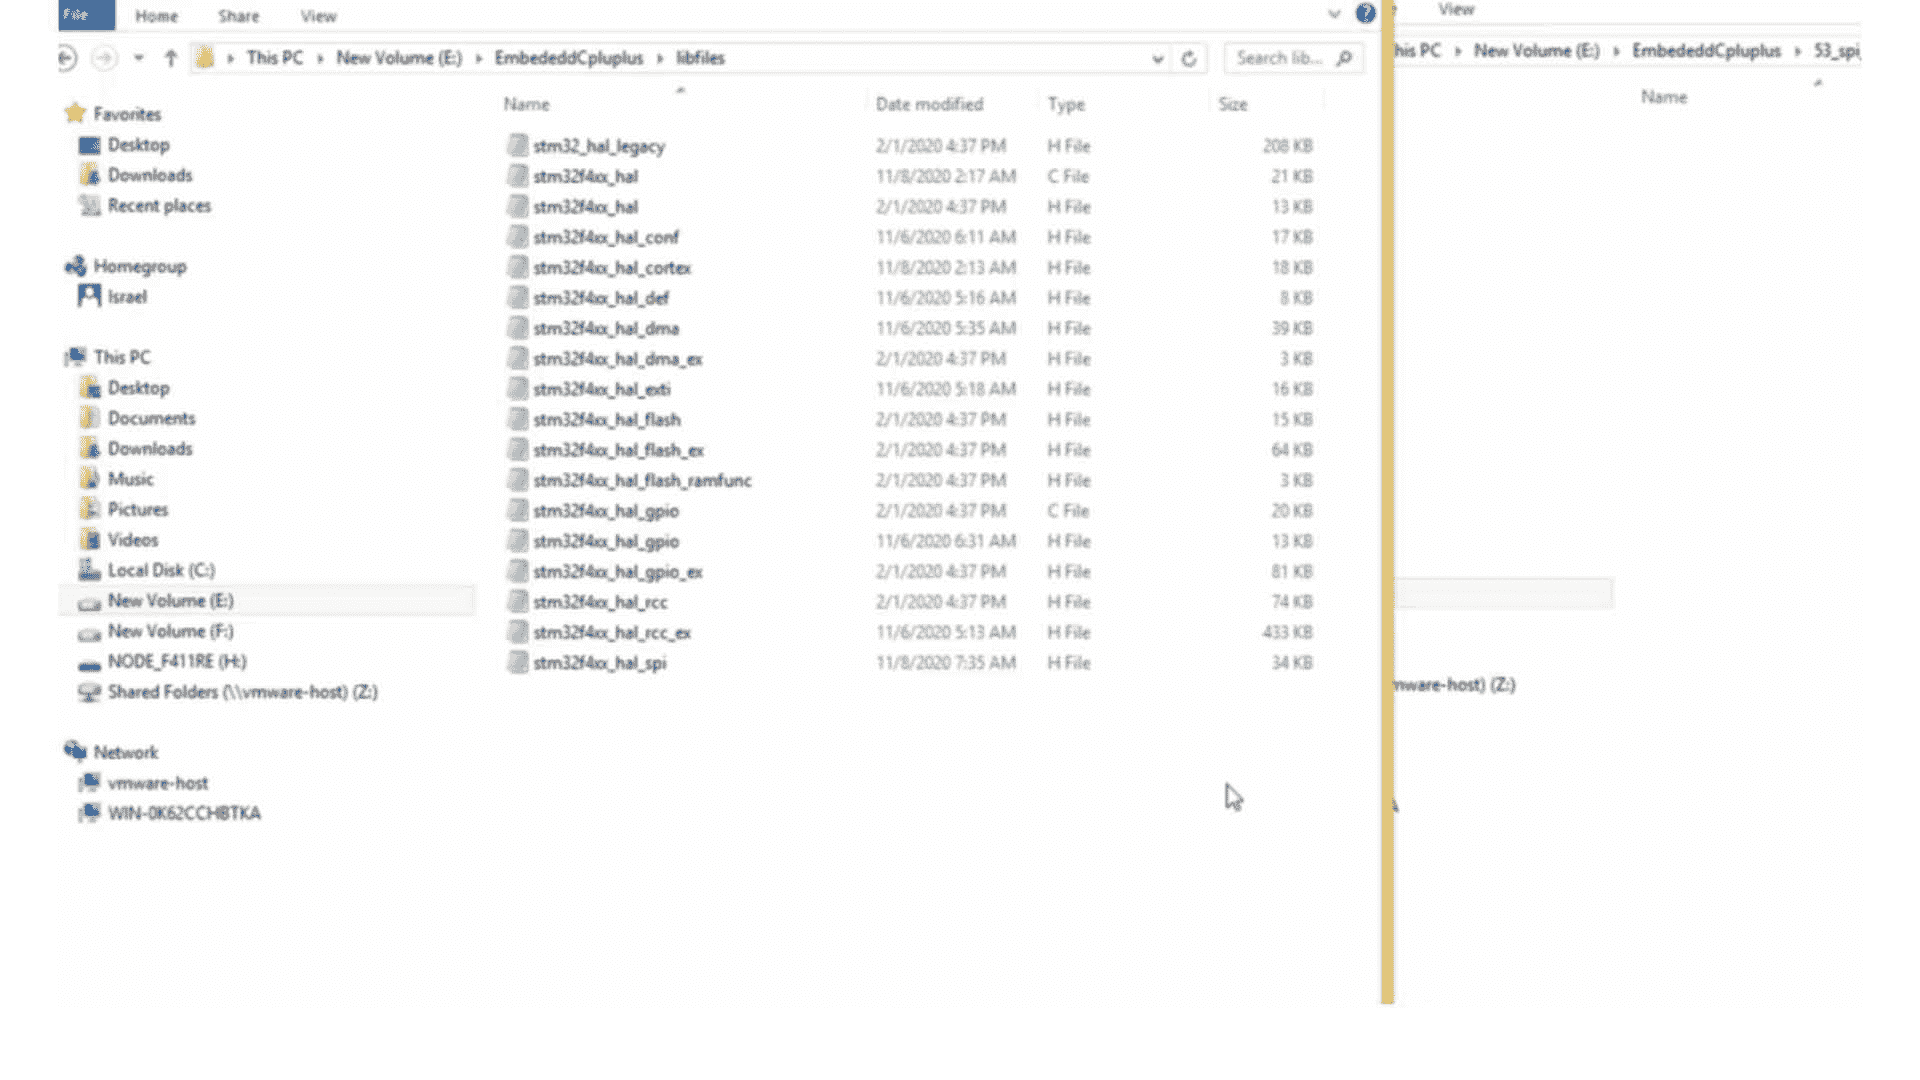 File Home Share View
This PC New Volume (E:) EmbededdCpluplus libfiles Search lib...
Name Date modified Type Size
Favorites
Desktop
Downloads
Recent places
Homegroup
Israel
This PC
Desktop
Documents
Downloads
Music
Pictures
Videos
Local Disk (C:)
New Volume (E:)
New Volume (F:)
NODE_F411RE (H:)
Shared Folders (\\vmware-host) (Z:)
Network
vmware-host
WIN-0K62CCHBTKA
stm32_hal_legacy 2/1/2020 4:37 PM H File 208 KB
stm32f4xx_hal 11/8/2020 2:17 AM C File 21 KB
stm32f4xx_hal 2/1/2020 4:37 PM H File 13 KB
stm32f4xx_hal_conf 11/6/2020 6:11 AM H File 17 KB
stm32f4xx_hal_cortex 11/8/2020 2:13 AM H File 18 KB
stm32f4xx_hal_def 11/6/2020 5:16 AM H File 8 KB
stm32f4xx_hal_dma 11/6/2020 5:35 AM H File 39 KB
stm32f4xx_hal_dma_ex 2/1/2020 4:37 PM H File 3 KB
stm32f4xx_hal_exti 11/6/2020 5:18 AM H File 16 KB
stm32f4xx_hal_flash 2/1/2020 4:37 PM H File 15 KB
stm32f4xx_hal_flash_ex 2/1/2020 4:37 PM H File 64 KB
stm32f4xx_hal_flash_ramfunc 2/1/2020 4:37 PM H File 3 KB
stm32f4xx_hal_gpio 2/1/2020 4:37 PM C File 20 KB
stm32f4xx_hal_gpio 11/6/2020 6:31 AM H File 13 KB
stm32f4xx_hal_gpio_ex 2/1/2020 4:37 PM H File 81 KB
stm32f4xx_hal_rcc 2/1/2020 4:37 PM H File 74 KB
stm32f4xx_hal_rcc_ex 11/6/2020 5:13 AM H File 433 KB
stm32f4xx_hal_spi 11/8/2020 7:35 AM H File 34 KB
View
his PC New Volume (E:) EmbededdCpluplus 53_spi
Name
mware-host) (Z:)